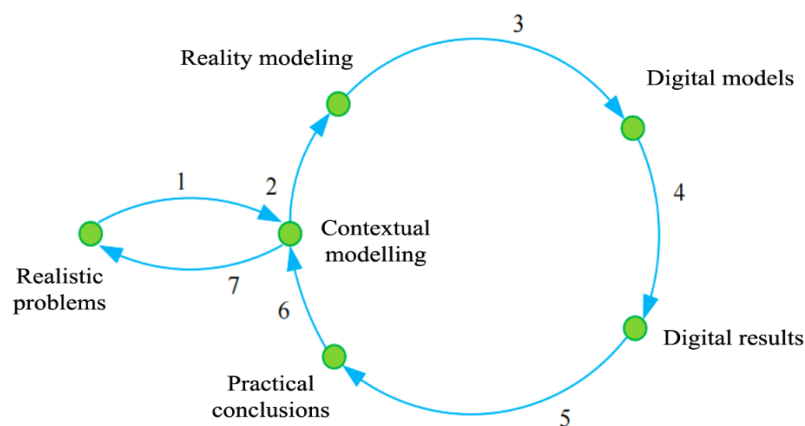 3
Reality modeling
Digital models
1
2
4
Contextual
modelling
Realistic
problems
7
6
Digital results
Practical
conclusions
5